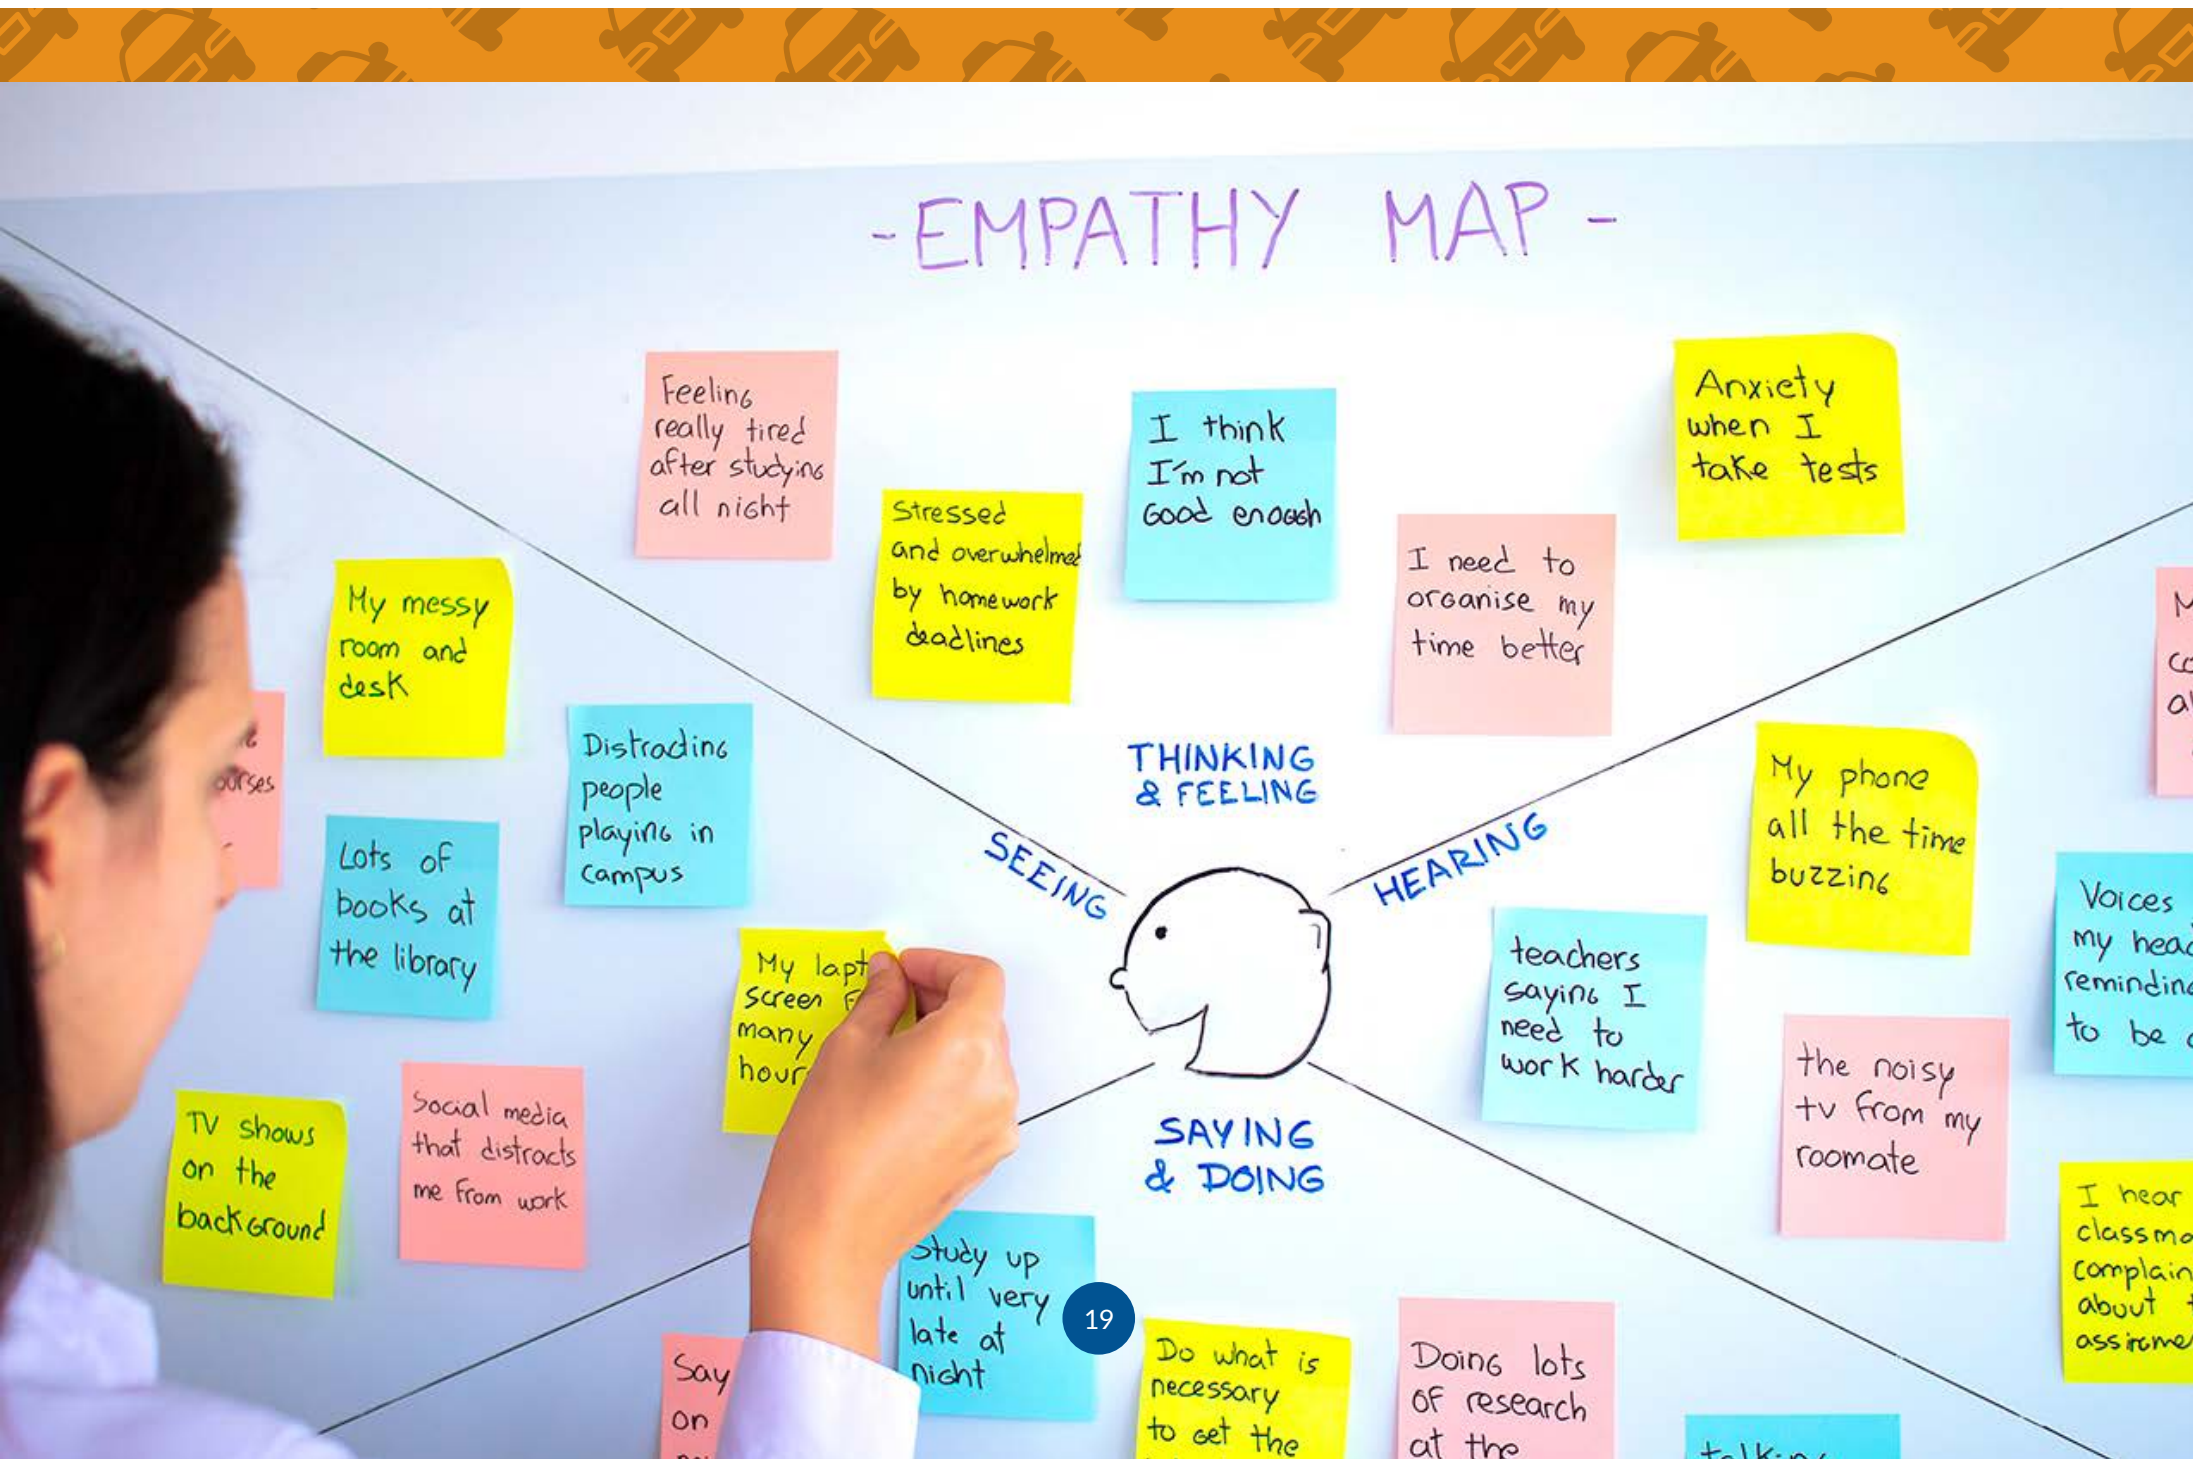 -EMPATHY MAP-
Feeling
really tired
after studying
all night
Stressed
and overwhelmed
by homework
deadlines
I think
I'm not
Good enough
I need to
organise my
time better
Anxiety
when I
take tests
THINKING
& FEELING
SEEING
My messy
room and
desk
Distrading
people
playing in
campus
Lots of
books at
the library
My
screen
many
TV shows
on the
background
Social media
that distracts
me from work
HEARING
My phone
all the time
buzzing
teachers
saying I
need to
work harder
the noisy
tv from my
roomate
Voices
my
to be
I hear
complain
about
SAYING
& DOING
Say
on
Study up
until very
late at
night
Do what is
necessary
to get the
Doing lots
of research
at the
19